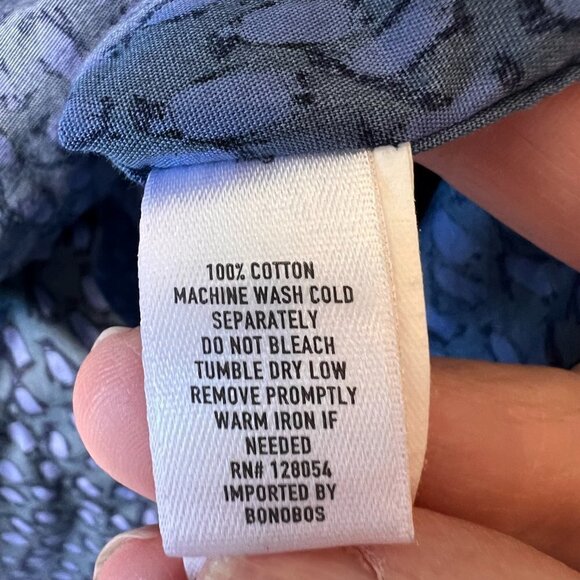 100% COTTON
MACHINE WASH COLD
SEPARATELY
DO NOT BLEACH
TUMBLE DRY LOW
REMOVE PROMPTLY
WARM IRON IF
NEEDED
RN# 128054
IMPORTED BY
BONOBOS